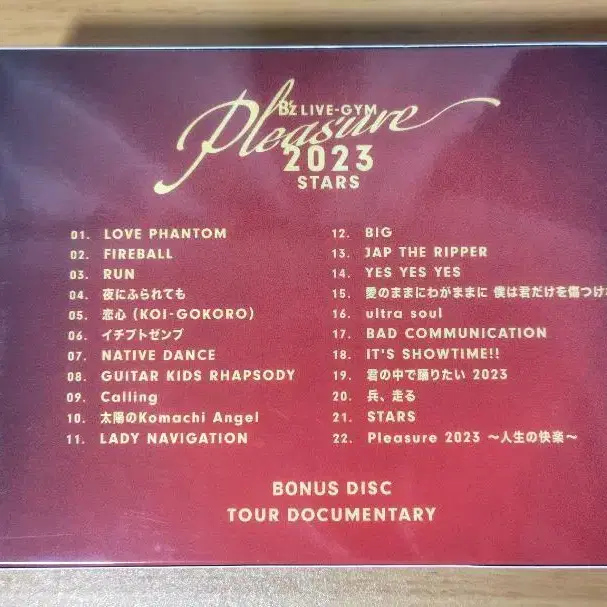 B'z LIVE-GYM
Pleasure
2023
STARS
01. LOVE PHANTOM
02. FIREBALL
03. RUN
04. 夜にふられても
05. 恋心 (KOI-GOKORO)
06. イチブトゼンブ
07. NATIVE DANCE
08. GUITAR KIDS RHAPSODY
09. Calling
10. 太陽のKomachi Angel
11. LADY NAVIGATION
12. BIG
13. JAP THE RIPPER
14. YES YES YES
15. 愛のままにわがままに 僕は君だけを傷つけ
16. ultra soul
17. BAD COMMUNICATION
18. IT'S SHOWTIME!!
19. 君の中で踊りたい 2023
20. 兵、走る
21. STARS
22. Pleasure 2023 〜人生の快楽〜
BONUS DISC
TOUR DOCUMENTARY